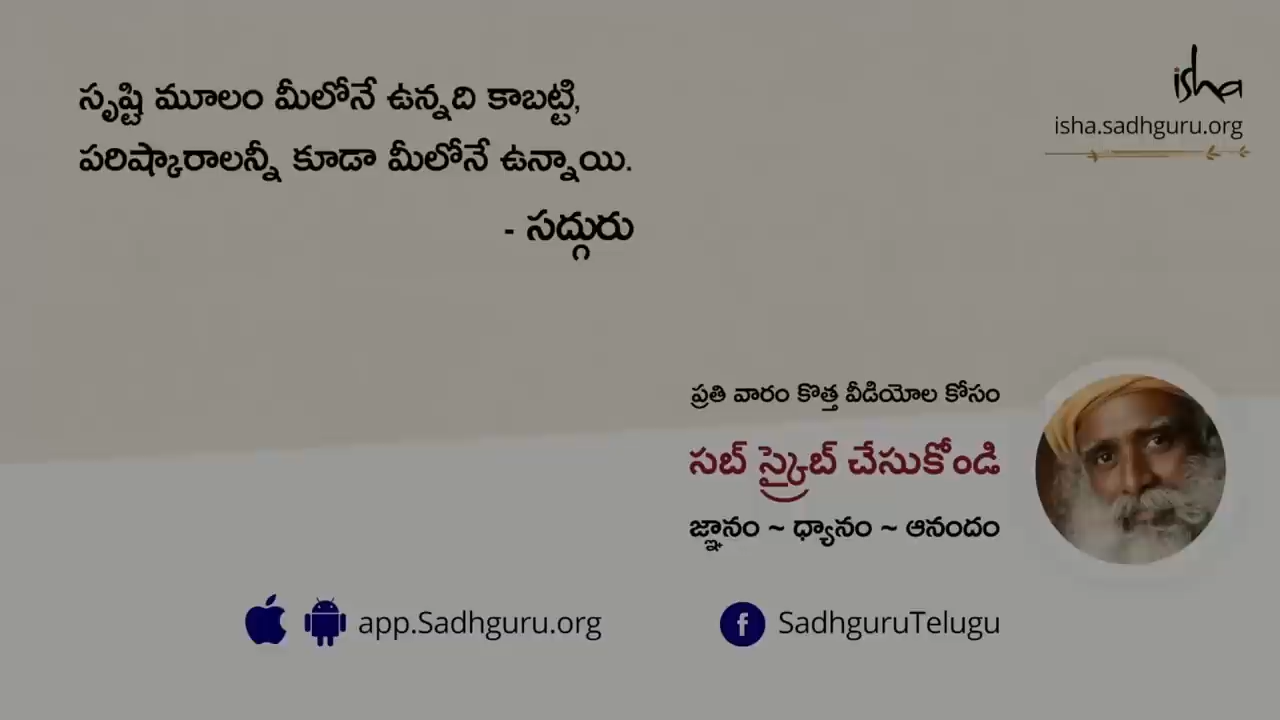 సృష్టి మూలం మీలోనే ఉన్నది కాబట్టి,
పరిష్కారాలన్నీ కూడా మీలోనే ఉన్నాయి.
- సద్గురు
isha
isha.sadhguru.org
ప్రతి వారం కొత్త వీడియోల కోసం
సబ్ స్క్రైబ్ చేసుకోండి
జ్ఞానం ~ ధ్యానం ~ ఆనందం
app.Sadhguru.org
f SadhguruTelugu